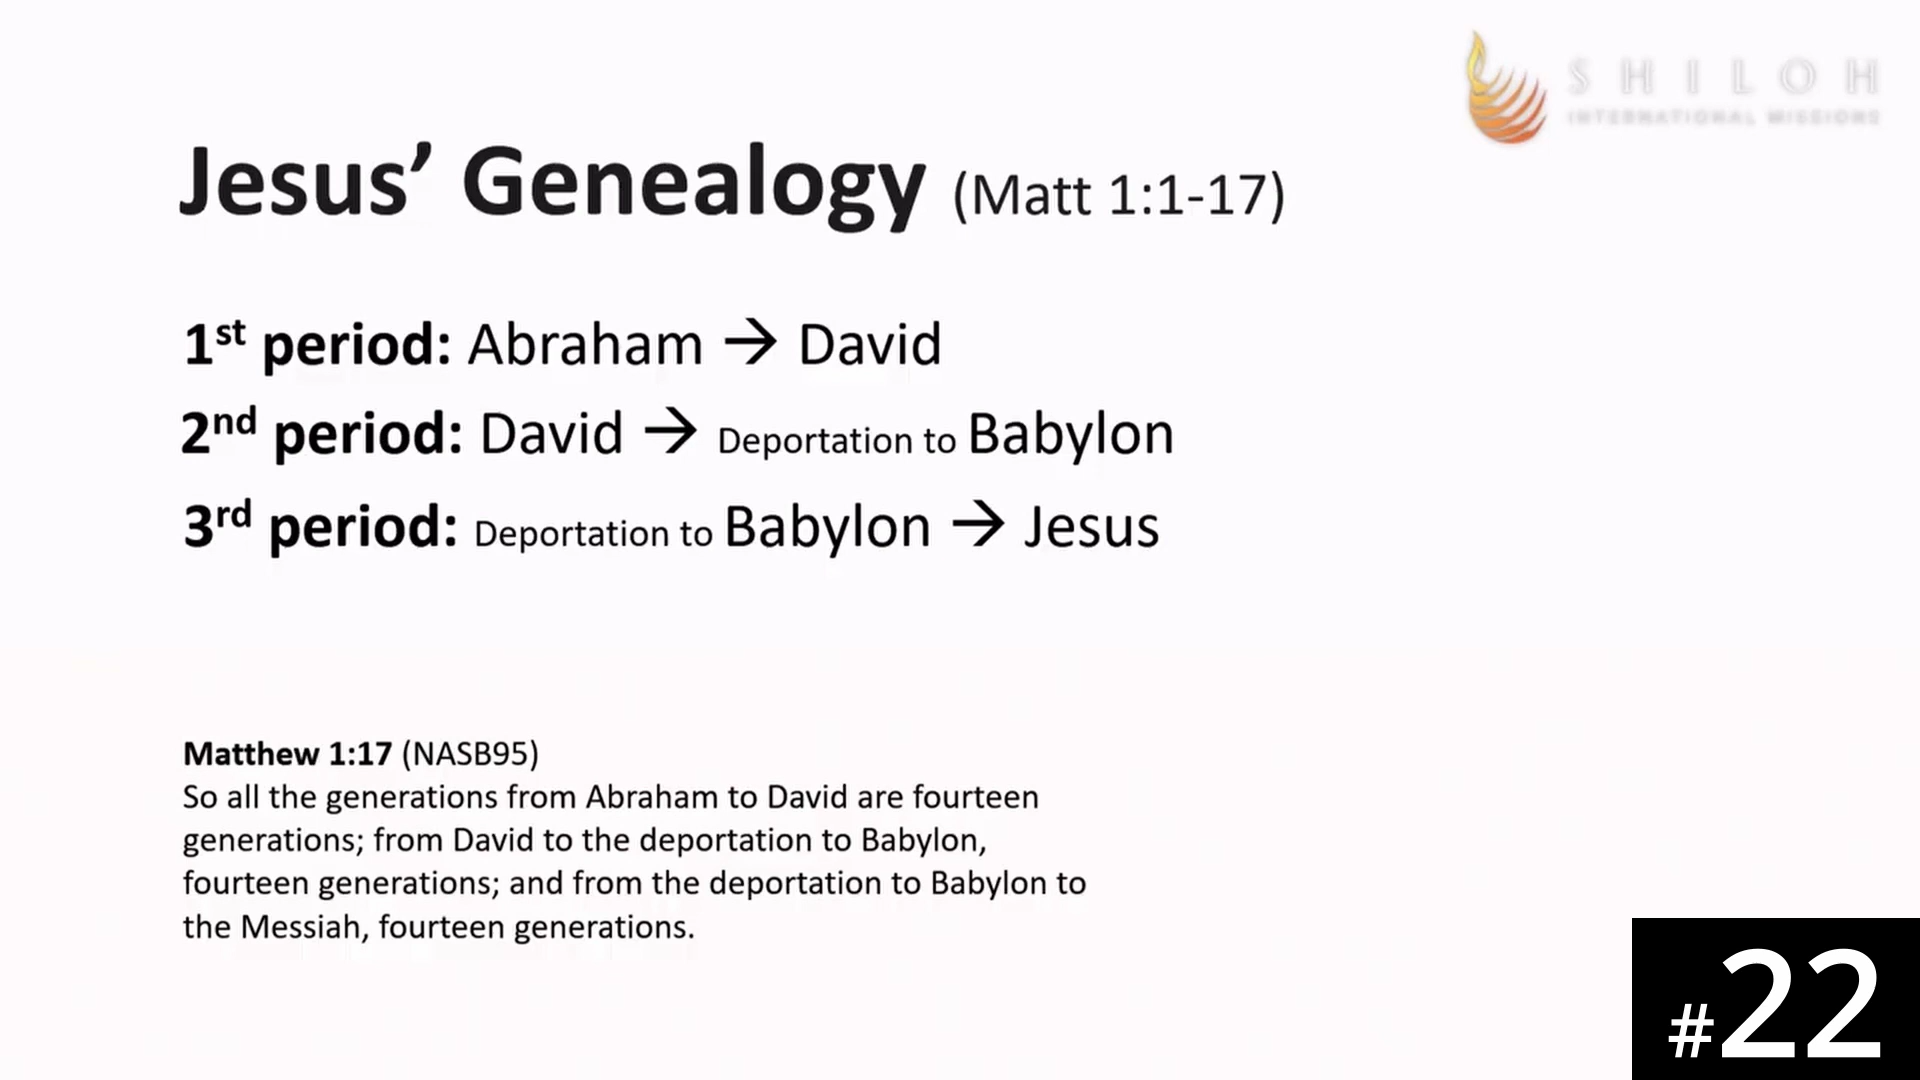 SHILOH
INTERNATIONAL MISSIONS
Jesus’ Genealogy (Matt 1:1-17)
1st period: Abraham → David
2nd period: David → Deportation to Babylon
3rd period: Deportation to Babylon → Jesus
Matthew 1:17 (NASB95)
So all the generations from Abraham to David are fourteen
generations; from David to the deportation to Babylon,
fourteen generations; and from the deportation to Babylon to
the Messiah, fourteen generations.
#22